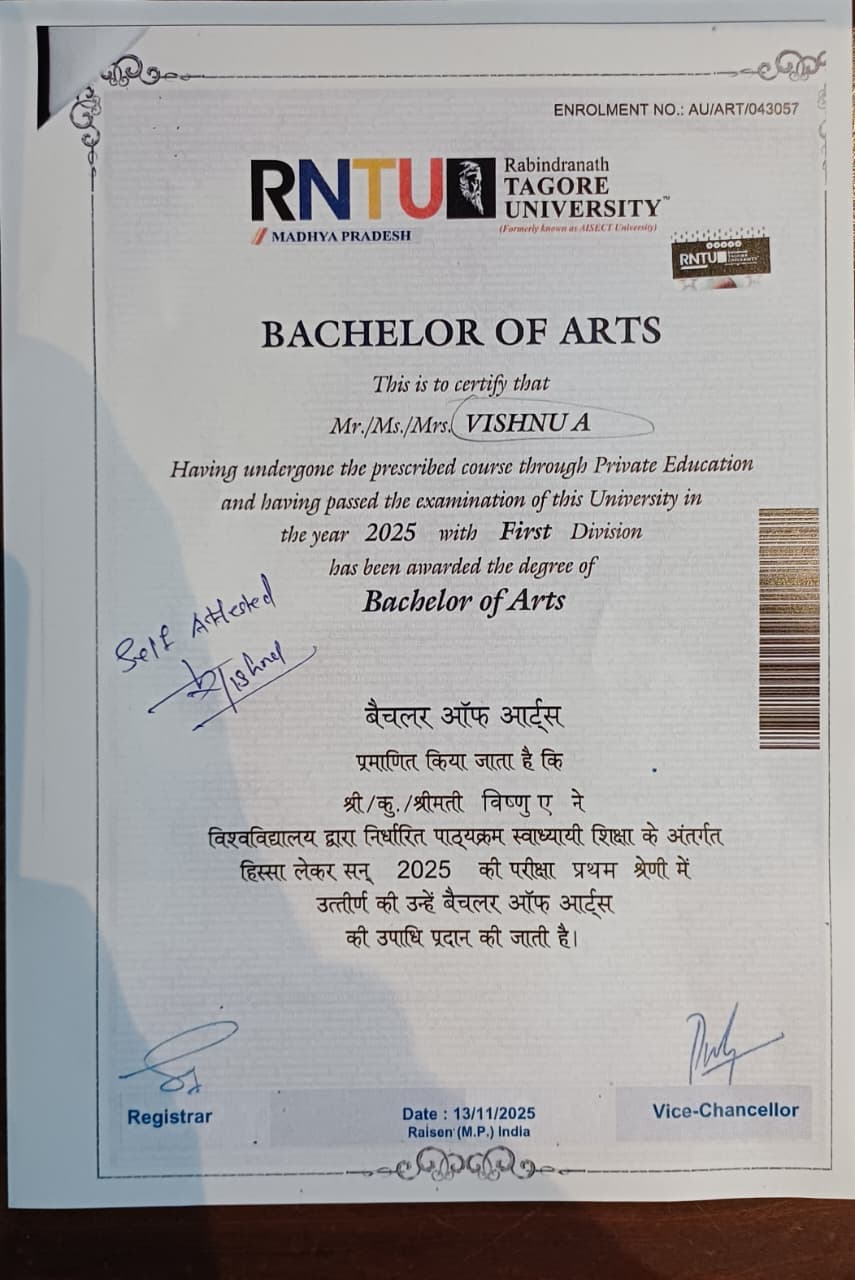 ENROLMENT NO.: AU/ART/043057
RNTU
MADHYA PRADESH
Rabindranath
TAGORE
UNIVERSITY™
(Formerly known as AISECT University)
RNTU
BACHELOR OF ARTS
This is to certify that
Mr./Ms./Mrs. VISHNU A
Having undergone the prescribed course through Private Education
and having passed the examination of this University in
the year 2025 with First Division
has been awarded the degree of
Bachelor of Arts
Self Attested
Vishnu
बैचलर ऑफ आर्ट्स
प्रमाणित किया जाता है कि
श्री/कु./श्रीमती विष्णु ए ने
विश्वविद्यालय द्वारा निर्धारित पाठ्यक्रम स्वाध्यायी शिक्षा के अंतर्गत
हिस्सा लेकर सन् 2025 की परीक्षा प्रथम श्रेणी में
उत्तीर्ण की उन्हें बैचलर ऑफ आर्ट्स
की उपाधि प्रदान की जाती है।
Registrar
Date : 13/11/2025
Raisen (M.P.) India
Vice-Chancellor